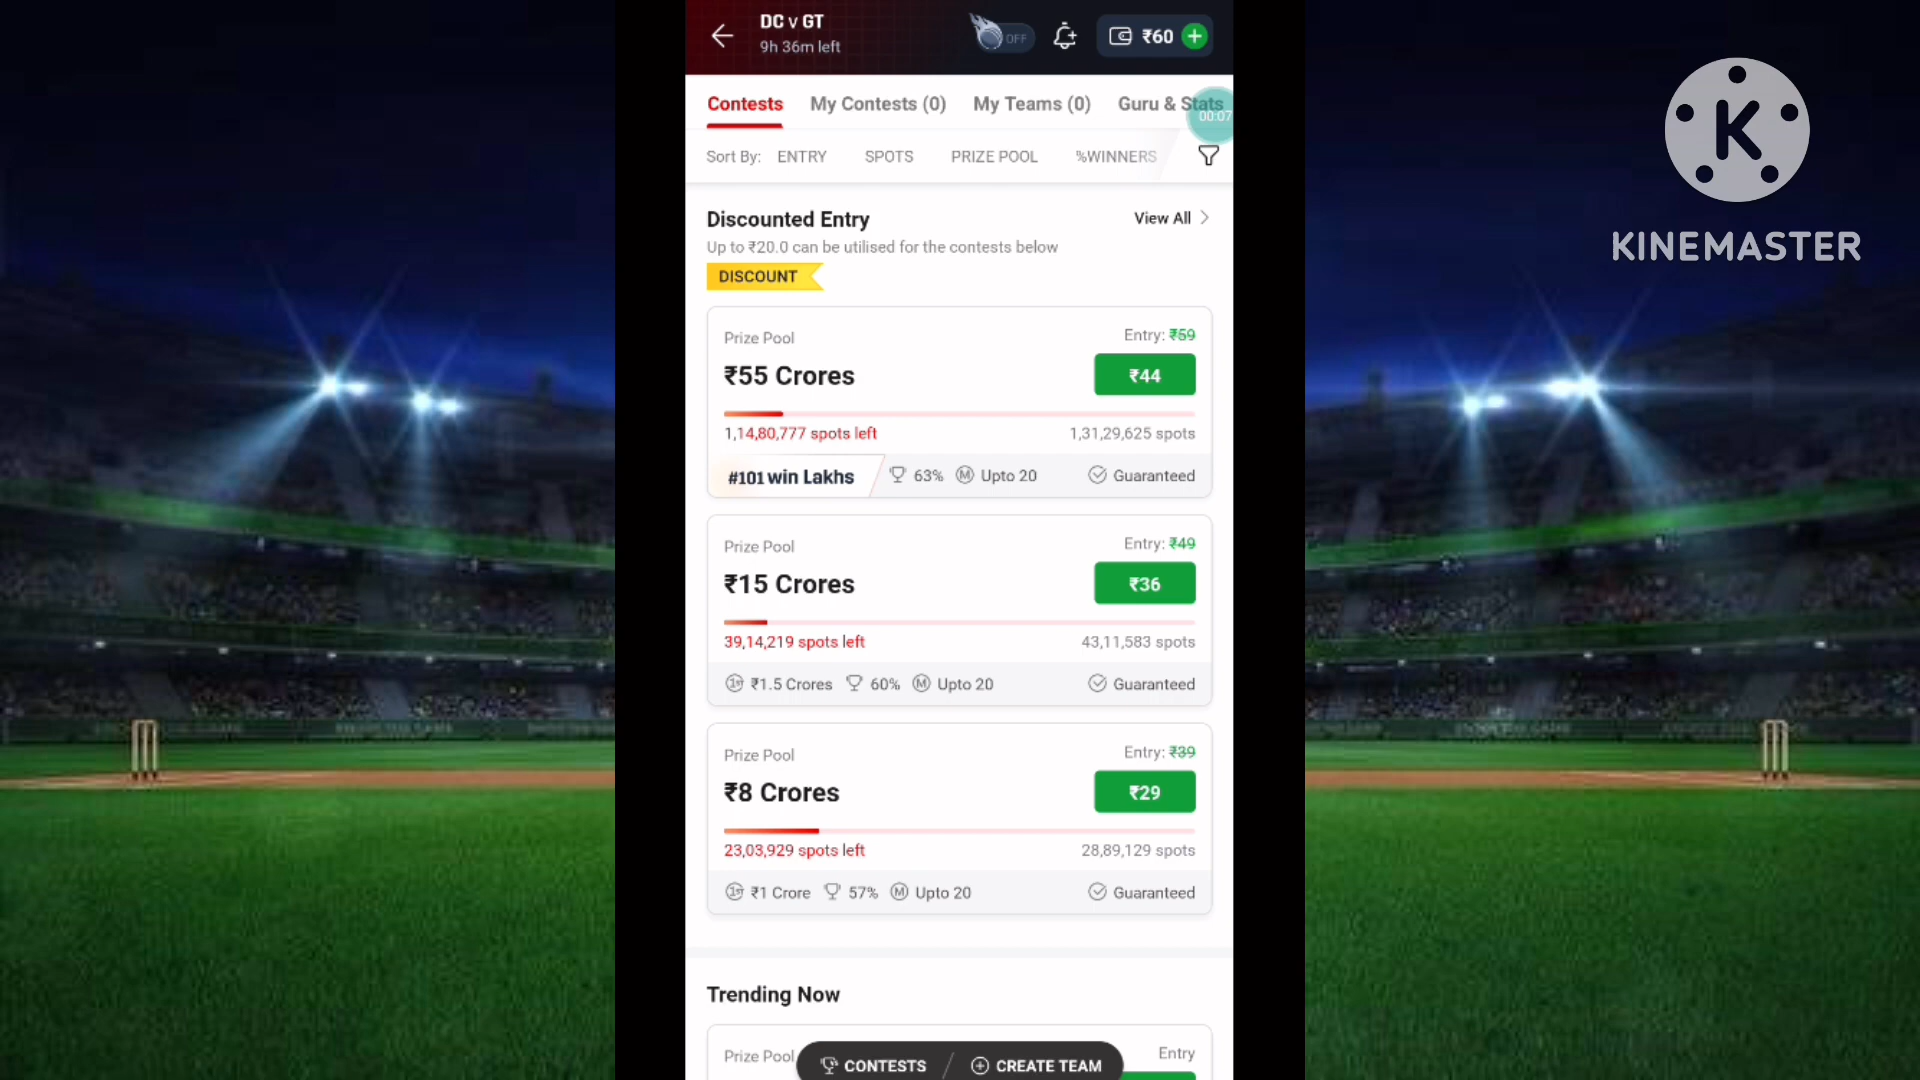 DC v GT
9h 36m left
OFF
₹60
Contests
My Contests (0)
My Teams (0)
Guru & Stats
00:07
Sort By:
ENTRY
SPOTS
PRIZE POOL
%WINNERS
Discounted Entry
View All
Up to ₹20.0 can be utilised for the contests below
DISCOUNT
Prize Pool
Entry: ₹59
₹55 Crores
₹44
1,14,80,777 spots left
1,31,29,625 spots
#101 win Lakhs
63%
M Upto 20
Guaranteed
Prize Pool
Entry: ₹49
₹15 Crores
₹36
39,14,219 spots left
43,11,583 spots
1st ₹1.5 Crores
60%
M Upto 20
Guaranteed
Prize Pool
Entry: ₹39
₹8 Crores
₹29
23,03,929 spots left
28,89,129 spots
1st ₹1 Crore
57%
M Upto 20
Guaranteed
Trending Now
Prize Pool
Entry
CONTESTS
CREATE TEAM
K
KINEMASTER